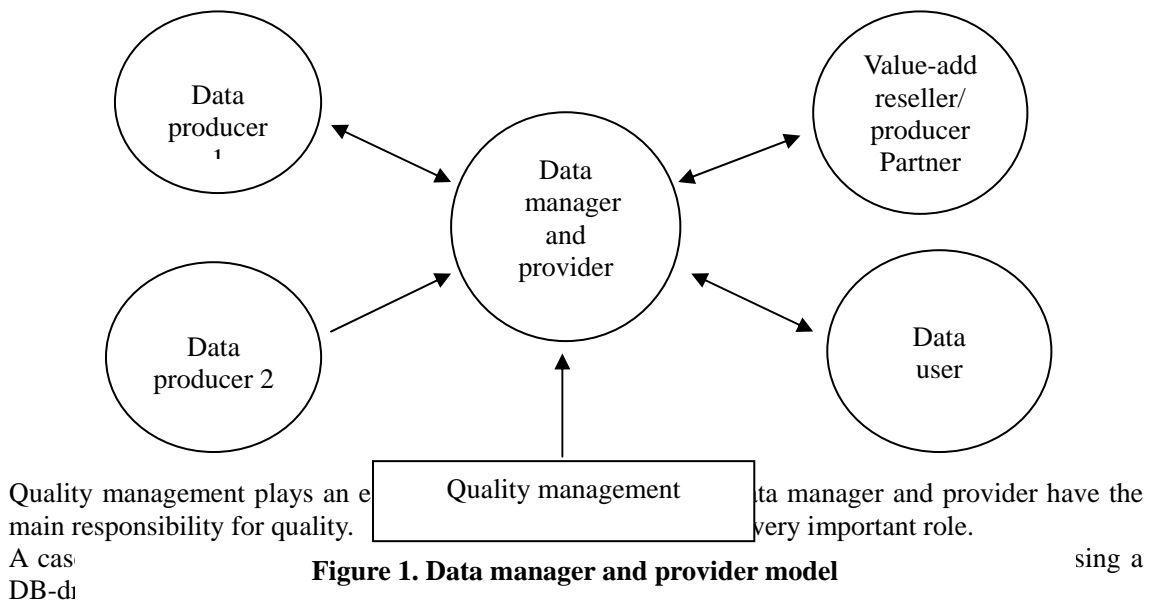 Data
producer
Value-add
reseller/
producer
Partner
Data
manager
and
provider
Data
producer 2
Data
user
Quality management
Quality management plays an manager and provider have the
main responsibility for quality. very important role.
A sing a
Figure 1. Data manager and provider model